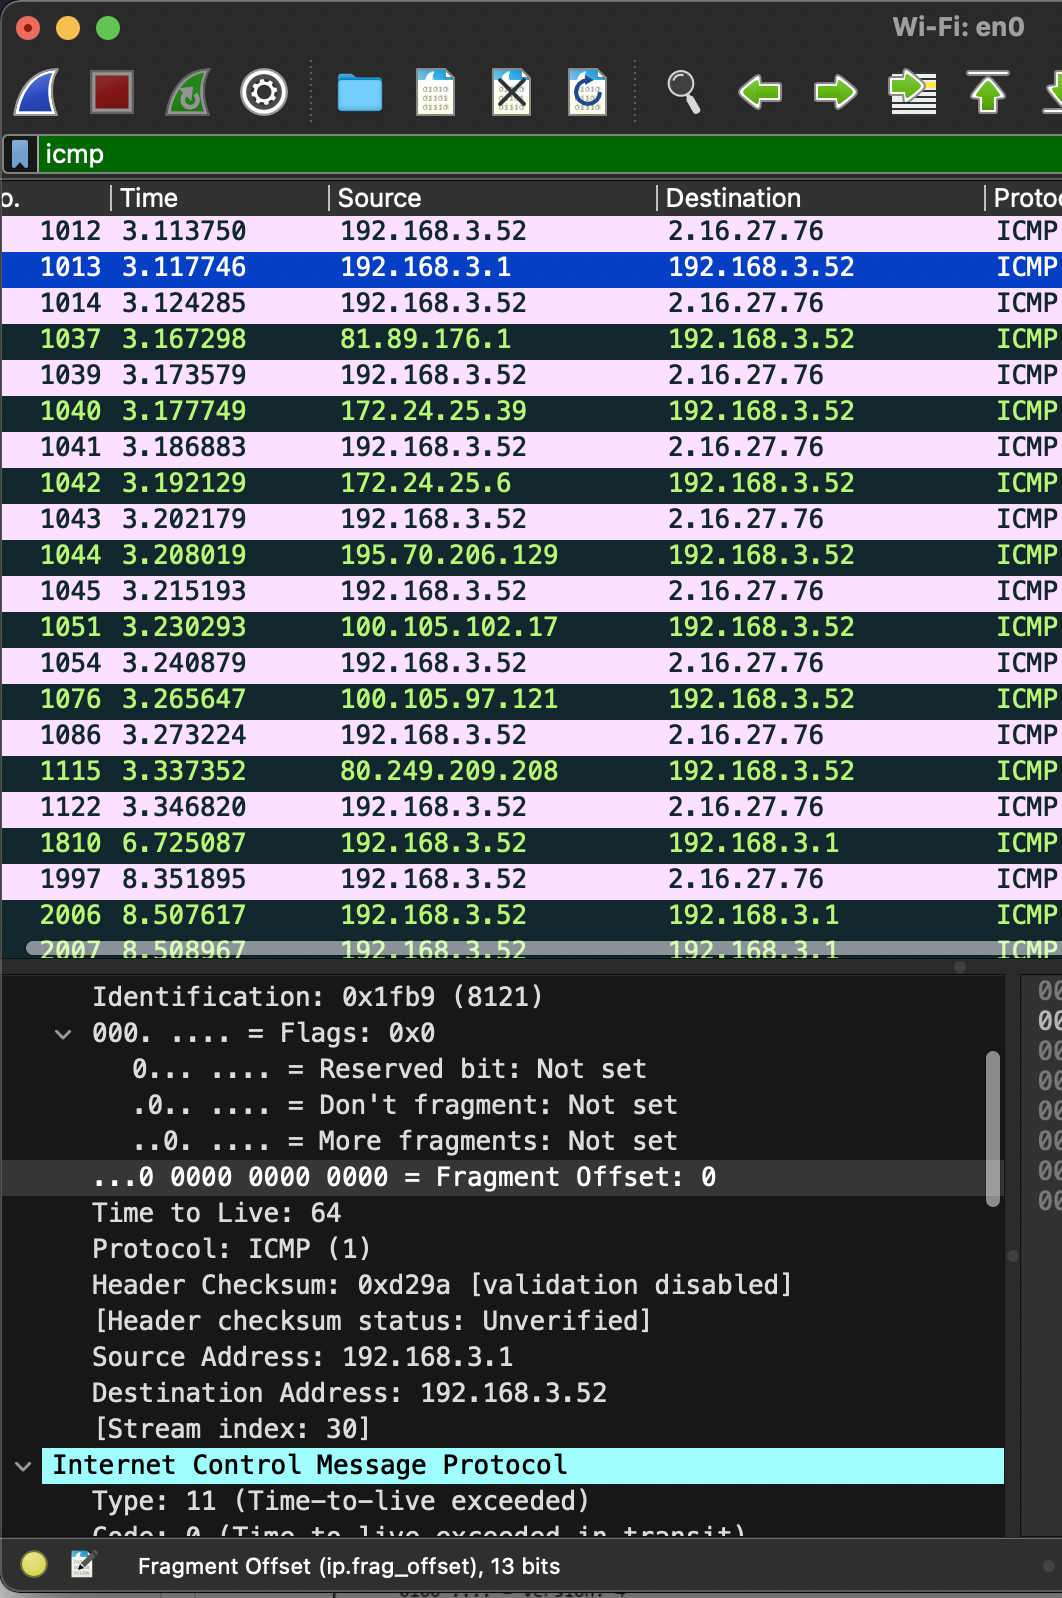 Wi-Fi: en0
icmp
o. Time Source Destination Proto
1012 3.113750 192.168.3.52 2.16.27.76 ICMP
1013 3.117746 192.168.3.1 192.168.3.52 ICMP
1014 3.124285 192.168.3.52 2.16.27.76 ICMP
1037 3.167298 81.89.176.1 192.168.3.52 ICMP
1039 3.173579 192.168.3.52 2.16.27.76 ICMP
1040 3.177749 172.24.25.39 192.168.3.52 ICMP
1041 3.186883 192.168.3.52 2.16.27.76 ICMP
1042 3.192129 172.24.25.6 192.168.3.52 ICMP
1043 3.202179 192.168.3.52 2.16.27.76 ICMP
1044 3.208019 195.70.206.129 192.168.3.52 ICMP
1045 3.215193 192.168.3.52 2.16.27.76 ICMP
1051 3.230293 100.105.102.17 192.168.3.52 ICMP
1054 3.240879 192.168.3.52 2.16.27.76 ICMP
1076 3.265647 100.105.97.121 192.168.3.52 ICMP
1086 3.273224 192.168.3.52 2.16.27.76 ICMP
1115 3.337352 80.249.209.208 192.168.3.52 ICMP
1122 3.346820 192.168.3.52 2.16.27.76 ICMP
1810 6.725087 192.168.3.52 192.168.3.1 ICMP
1997 8.351895 192.168.3.52 2.16.27.76 ICMP
2006 8.507617 192.168.3.52 192.168.3.1 ICMP
2007 8.508967 192.168.3.52 192.168.3.1 ICMP
Identification: 0x1fb9 (8121)
000. .... = Flags: 0x0
0... .... = Reserved bit: Not set
.0.. .... = Don't fragment: Not set
..0. .... = More fragments: Not set
...0 0000 0000 0000 = Fragment Offset: 0
Time to Live: 64
Protocol: ICMP (1)
Header Checksum: 0xd29a [validation disabled]
[Header checksum status: Unverified]
Source Address: 192.168.3.1
Destination Address: 192.168.3.52
[Stream index: 30]
Internet Control Message Protocol
Type: 11 (Time-to-live exceeded)
Code: 0 (Time to live exceeded in transit)
Fragment Offset (ip.frag_offset), 13 bits